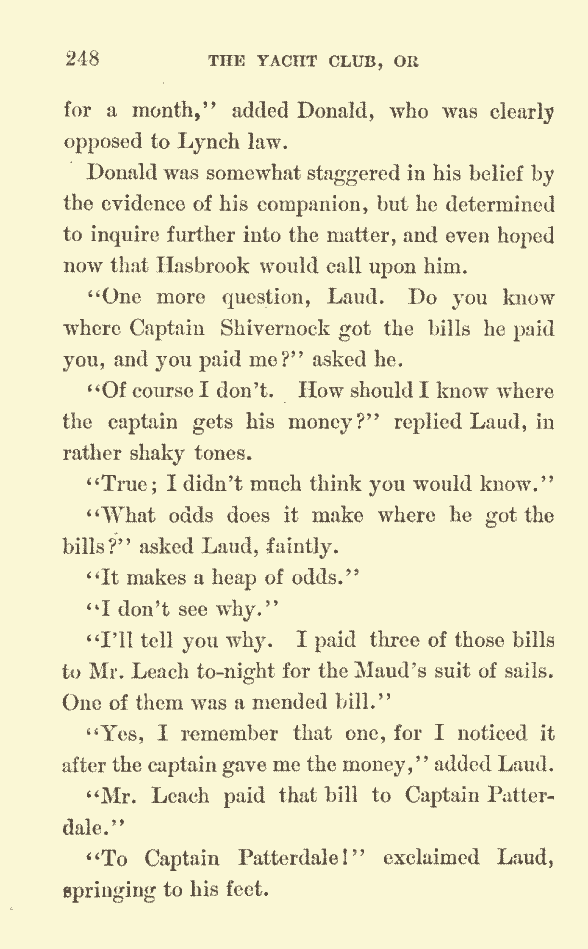 248 THE YACHT CLUB, OR
for a month,” added Donald, who was clearly
opposed to Lynch law.
Donald was somewhat staggered in his belief by
the evidence of his companion, but he determined
to inquire further into the matter, and even hoped
now that Hasbrook would call upon him.
“One more question, Laud. Do you know
where Captain Shivernock got the bills he paid
you, and you paid me?” asked he.
“Of course I don’t. How should I know where
the captain gets his money?” replied Laud, in
rather shaky tones.
“True; I didn’t much think you would know.”
“What odds does it make where he got the
bills?” asked Laud, faintly.
“It makes a heap of odds.”
“I don’t see why.”
“I’ll tell you why. I paid three of those bills
to Mr. Leach to-night for the Maud’s suit of sails.
One of them was a mended bill.”
“Yes, I remember that one, for I noticed it
after the captain gave me the money,” added Laud.
“Mr. Leach paid that bill to Captain Patter-
dale.”
“To Captain Patterdale!” exclaimed Laud,
springing to his feet.